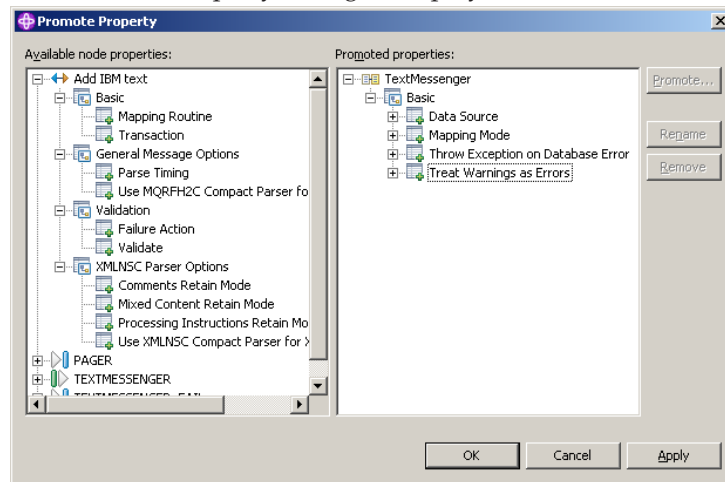 Promote Property
Available node properties:
Add IBM text
Basic
Mapping Routine
Transaction
General Message Options
Parse Timing
Use MQRFH2C Compact Parser fo
Validation
Failure Action
Validate
XMLNSC Parser Options
Comments Retain Mode
Mixed Content Retain Mode
Processing Instructions Retain Mo
Use XMLNSC Compact Parser for
PAGER
TEXTMESSENGER
Promoted properties:
TextMessenger
Basic
Data Source
Mapping Mode
Throw Exception on Database Error
Treat Warnings as Errors
Promote...
Rename
Remove
OK
Cancel
Apply